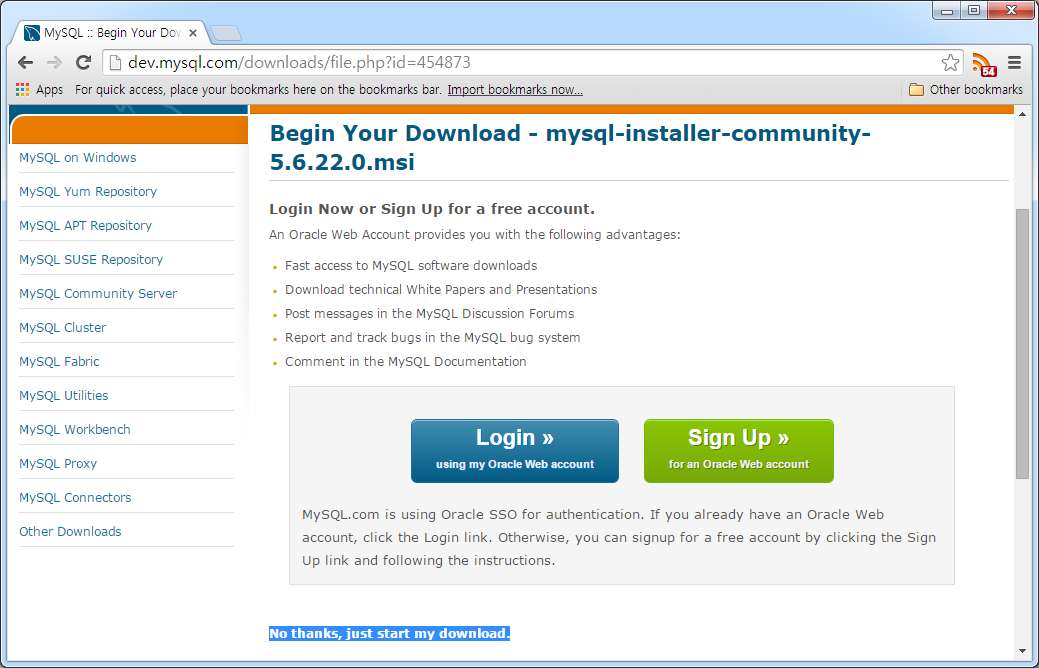 MySQL :: Begin Your Dov
dev.mysql.com/downloads/file.php?id=454873
54
Apps For quick access, place your bookmarks here on the bookmarks bar. Import bookmarks now... Other bookmarks
MySQL on Windows
MySQL Yum Repository
MySQL APT Repository
MySQL SUSE Repository
MySQL Community Server
MySQL Cluster
MySQL Fabric
MySQL Utilities
MySQL Workbench
MySQL Proxy
MySQL Connectors
Other Downloads
Begin Your Download - mysql-installer-community-
5.6.22.0.msi
Login Now or Sign Up for a free account.
An Oracle Web Account provides you with the following advantages:
Fast access to MySQL software downloads
Download technical White Papers and Presentations
Post messages in the MySQL Discussion Forums
Report and track bugs in the MySQL bug system
Comment in the MySQL Documentation
Login »
using my Oracle Web account
Sign Up »
for an Oracle Web account
MySQL.com is using Oracle SSO for authentication. If you already have an Oracle Web
account, click the Login link. Otherwise, you can signup for a free account by clicking the Sign
Up link and following the instructions.
No thanks, just start my download.